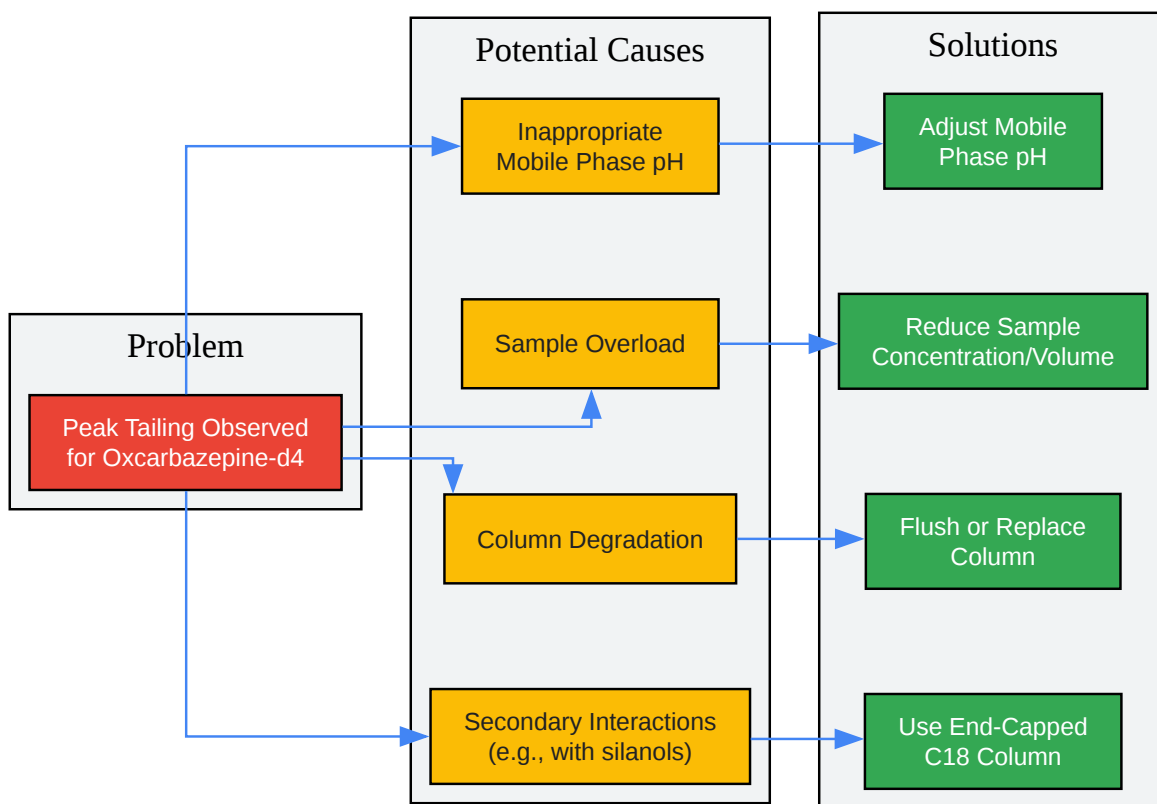 Problem
Peak Tailing Observed
for Oxcarbazepine-d4
Potential Causes
Inappropriate
Mobile Phase pH
Sample Overload
Column Degradation
Secondary Interactions
(e.g., with silanols)
Solutions
Adjust Mobile
Phase pH
Reduce Sample
Concentration/Volume
Flush or Replace
Column
Use End-Capped
C18 Column